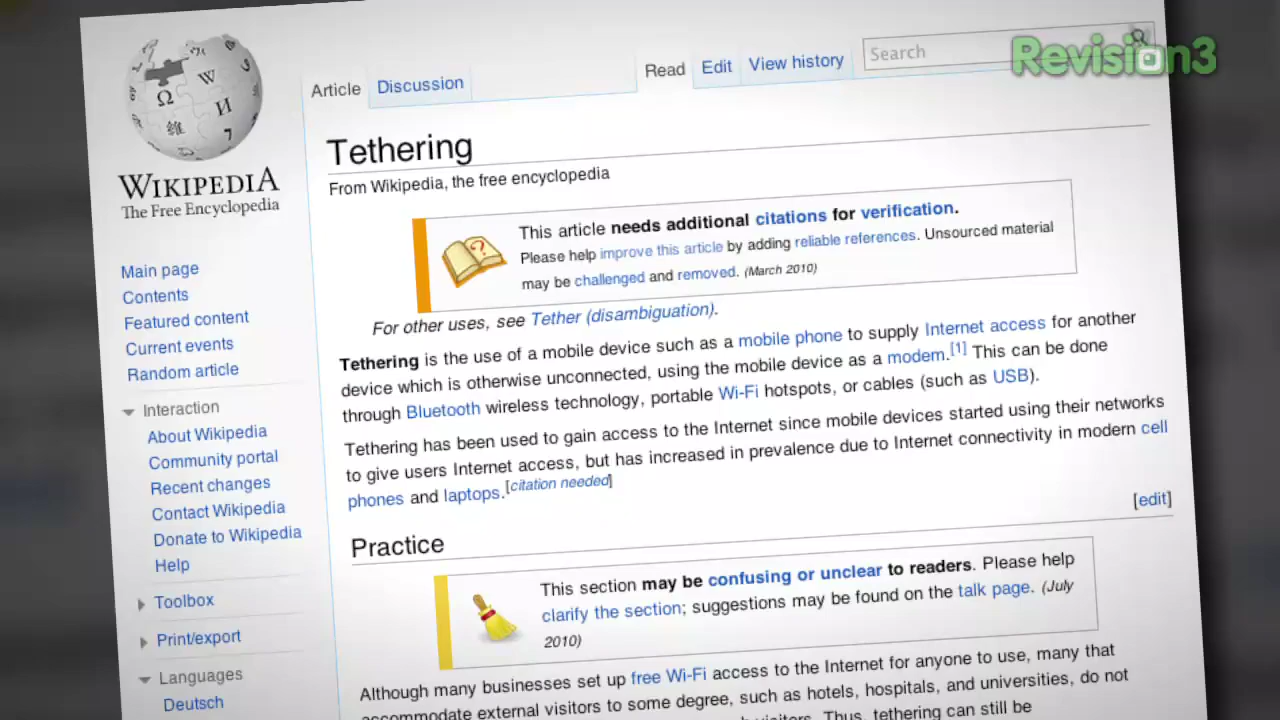 Revision3
WIKIPEDIA
The Free Encyclopedia
Main page
Contents
Featured content
Current events
Random article
Interaction
About Wikipedia
Community portal
Recent changes
Contact Wikipedia
Donate to Wikipedia
Help
Toolbox
Print/export
Languages
Deutsch
Article Discussion Read Edit View history Search
Tethering
From Wikipedia, the free encyclopedia
This article needs additional citations for verification.
Please help improve this article by adding reliable references. Unsourced material
may be challenged and removed. (March 2010)
For other uses, see Tether (disambiguation).
Tethering is the use of a mobile device such as a mobile phone to supply Internet access for another
device which is otherwise unconnected, using the mobile device as a modem.[1] This can be done
through Bluetooth wireless technology, portable Wi-Fi hotspots, or cables (such as USB).
Tethering has been used to gain access to the Internet since mobile devices started using their networks
to give users Internet access, but has increased in prevalence due to Internet connectivity in modern cell
phones and laptops.[citation needed]
Practice [edit]
This section may be confusing or unclear to readers. Please help
clarify the section; suggestions may be found on the talk page. (July
2010)
Although many businesses set up free Wi-Fi access to the Internet for anyone to use, many that
accommodate external visitors to some degree, such as hotels, hospitals, and universities, do not
visitors. Thus, tethering can still be